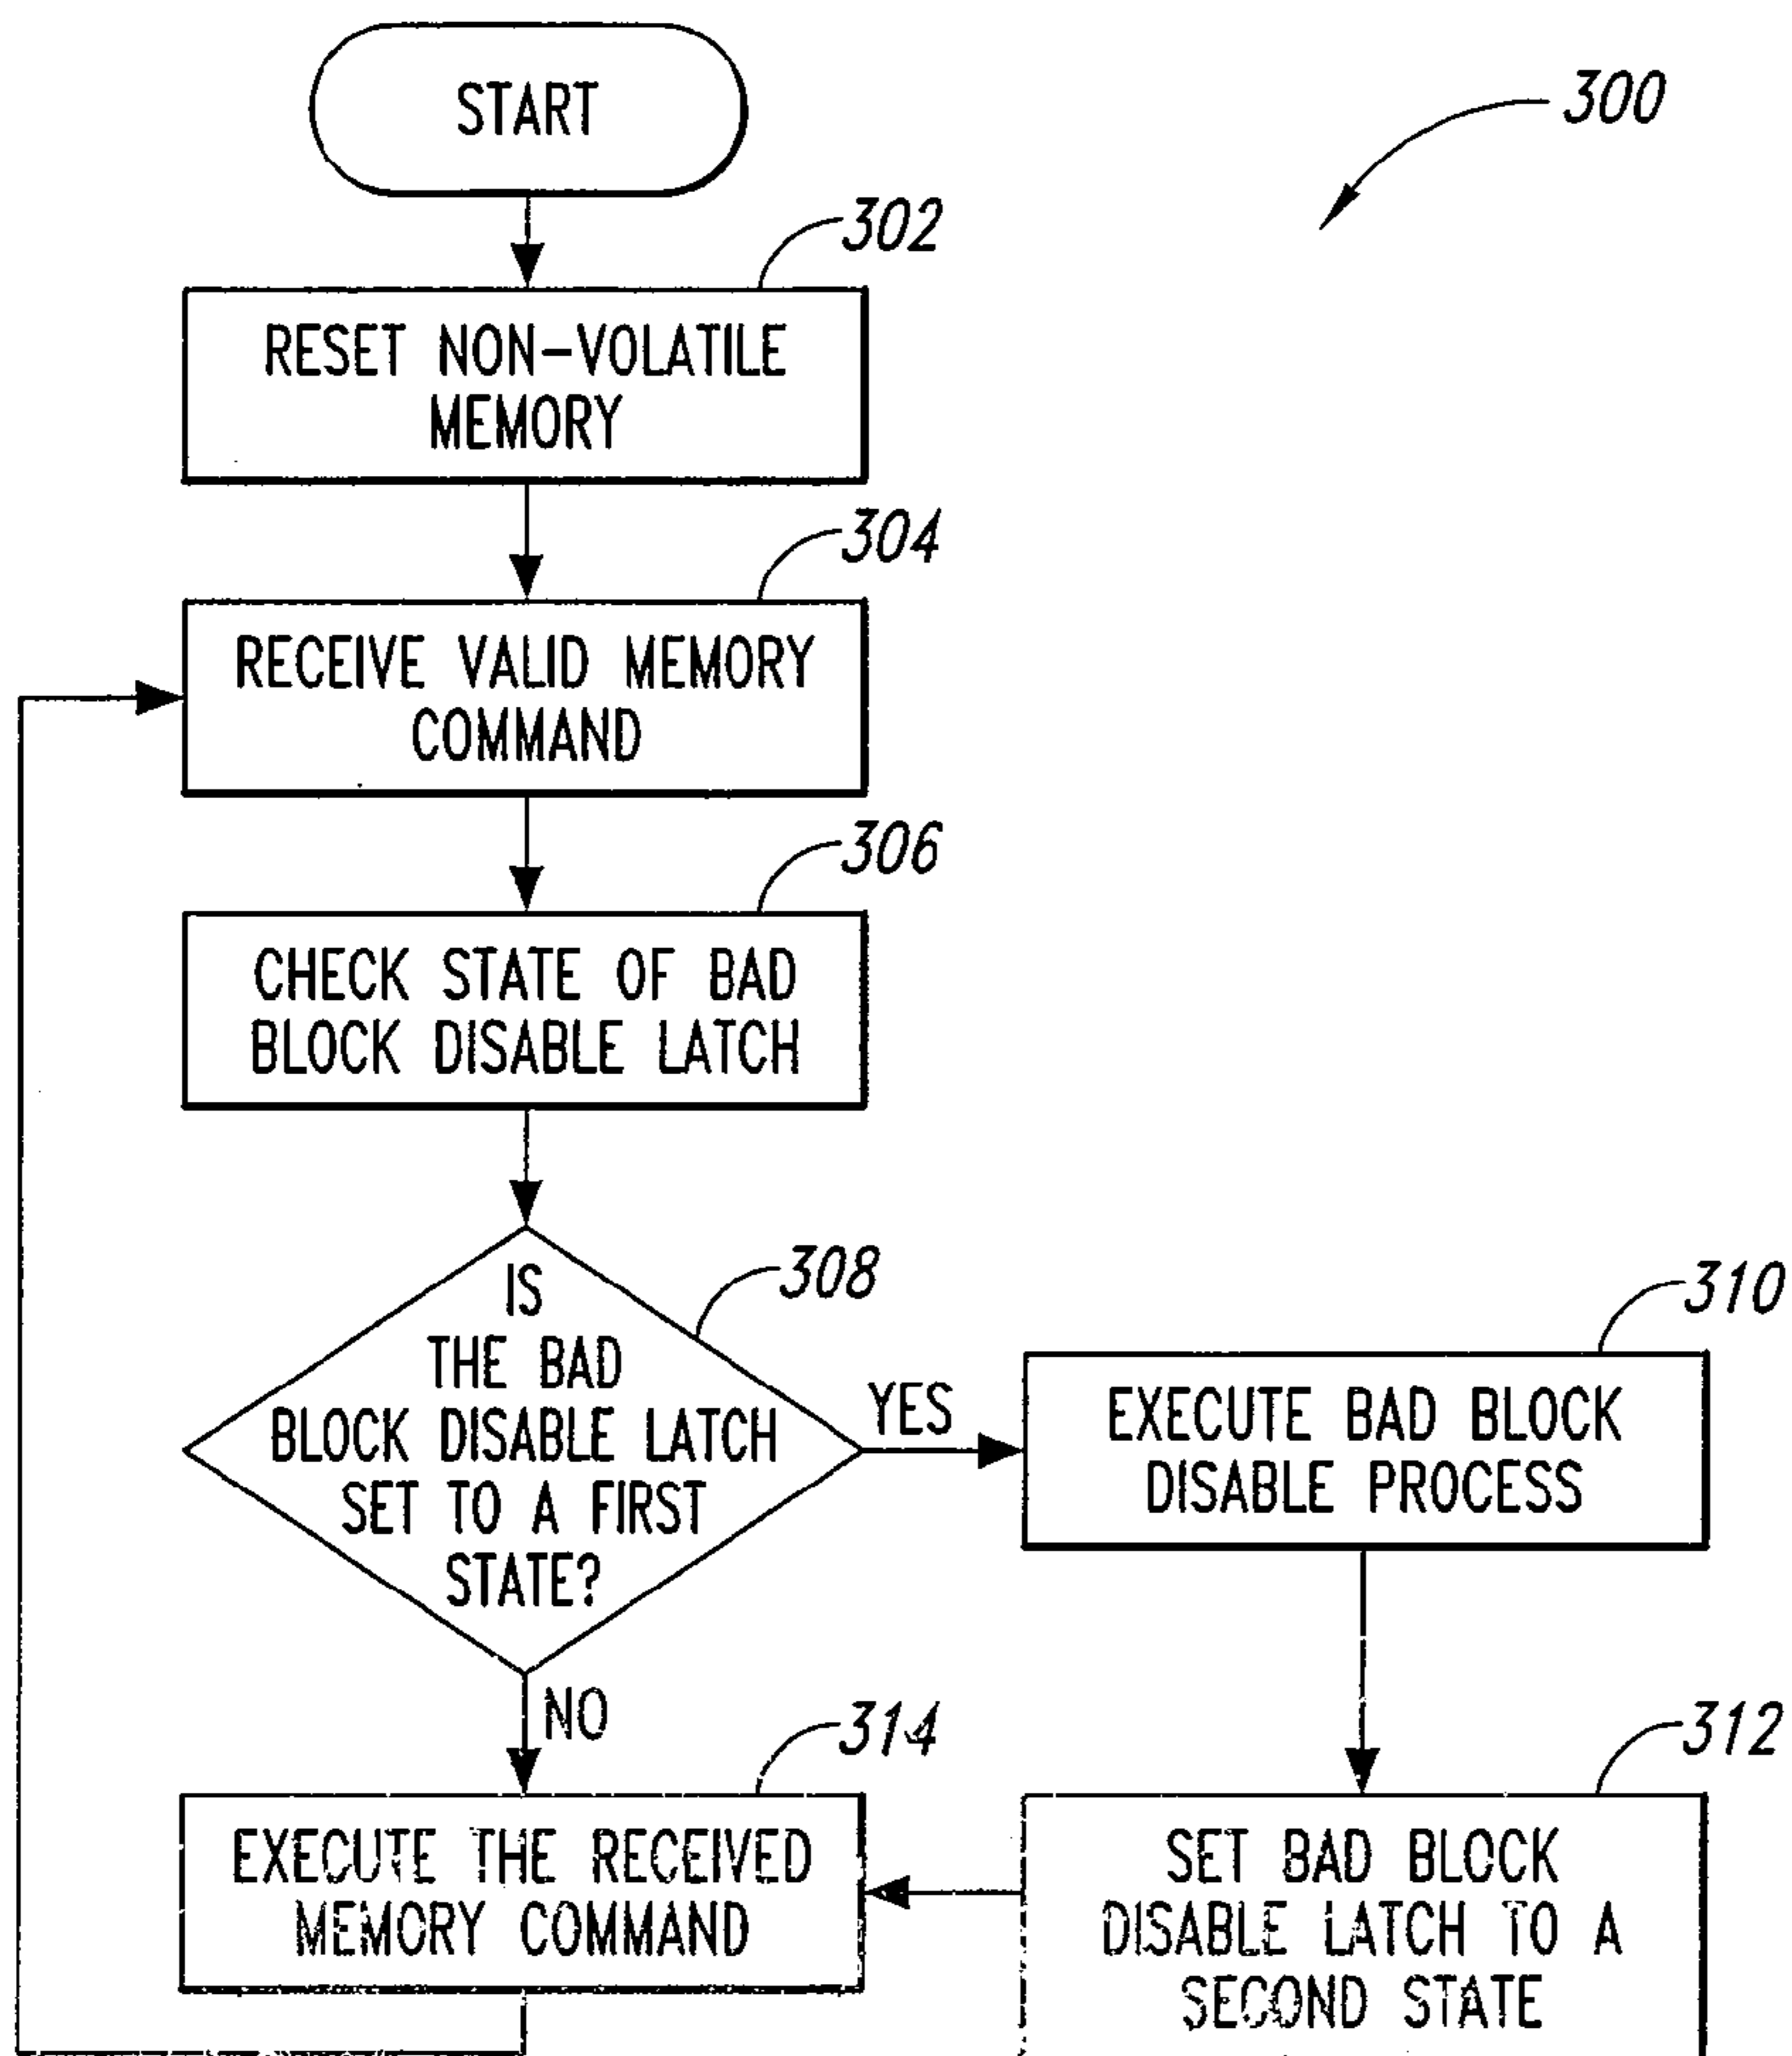 START
300
302
RESET NON-VOLATILE
MEMORY
304
RECEIVE VALID MEMORY
COMMAND
306
CHECK STATE OF BAD
BLOCK DISABLE LATCH
308
IS
THE BAD
BLOCK DISABLE LATCH
SET TO A FIRST
STATE?
YES
310
EXECUTE BAD BLOCK
DISABLE PROCESS
NO
314
EXECUTE THE RECEIVED
MEMORY COMMAND
312
SET BAD BLOCK
DISABLE LATCH TO A
SECOND STATE